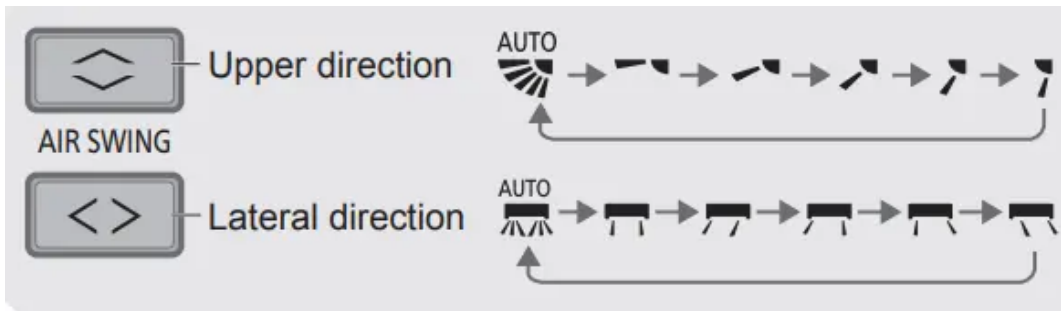 AUTO
Upper direction
AIR SWING
AUTO
Lateral direction